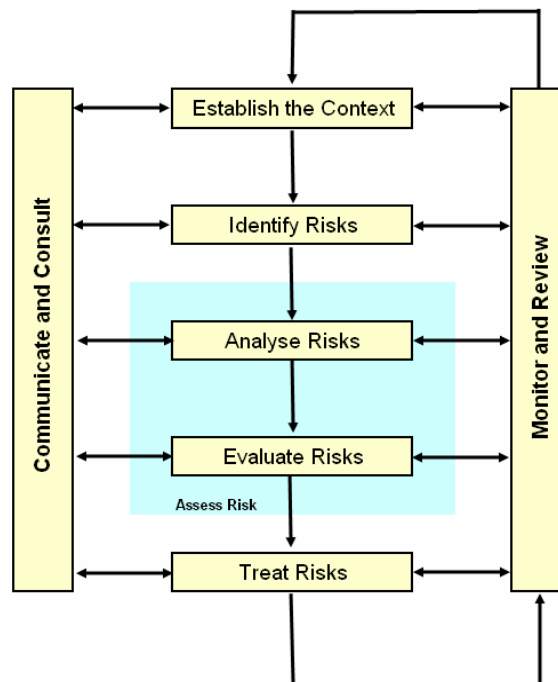 Establish the Context
Communicate and Consult
Monitor and Review
Identify Risks
Analyse Risks
Evaluate Risks
Assess Risk
Treat Risks